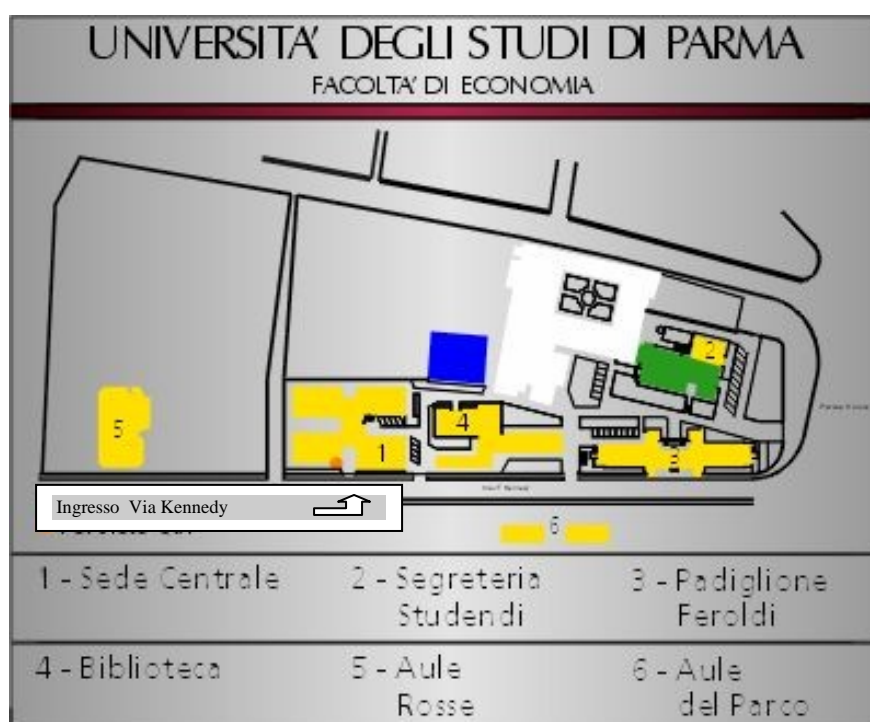 UNIVERSITA' DEGLI STUDI DI PARMA
FACOLTA' DI ECONOMIA
2
5
4
1
3
Ingresso Via Kennedy
6
1 - Sede Centrale
2 - Segreteria
Studendi
3 - Padiglione
Feroldi
4 - Biblioteca
5 - Aule
Rosse
6 - Aule
del Parco